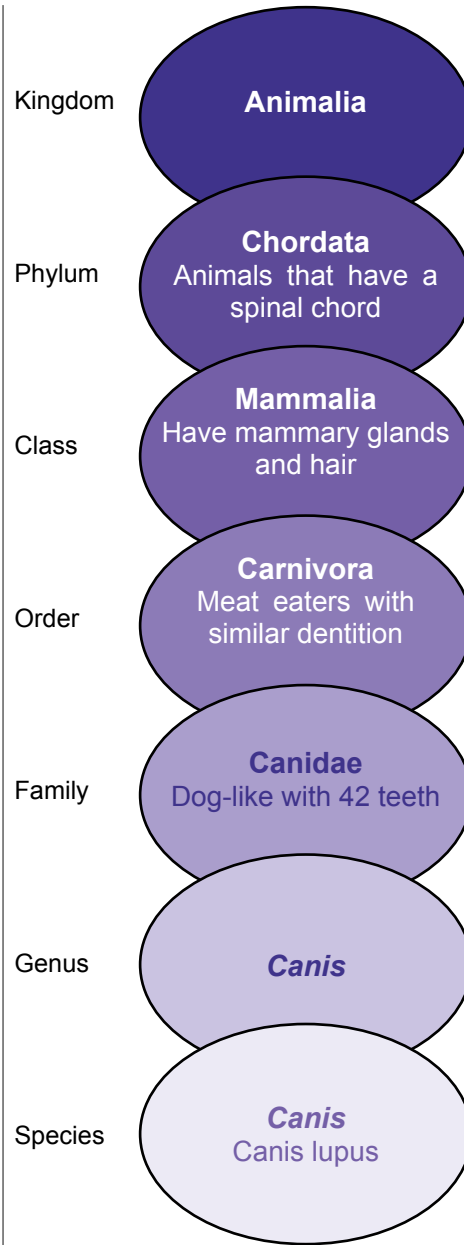 Kingdom
Animalia
Phylum
Chordata
Animals that have a
spinal chord
Class
Mammalia
Have mammary glands
and hair
Order
Carnivora
Meat eaters with
similar dentition
Family
Canidae
Dog-like with 42 teeth
Genus
Canis
Species
Canis
Canis lupus